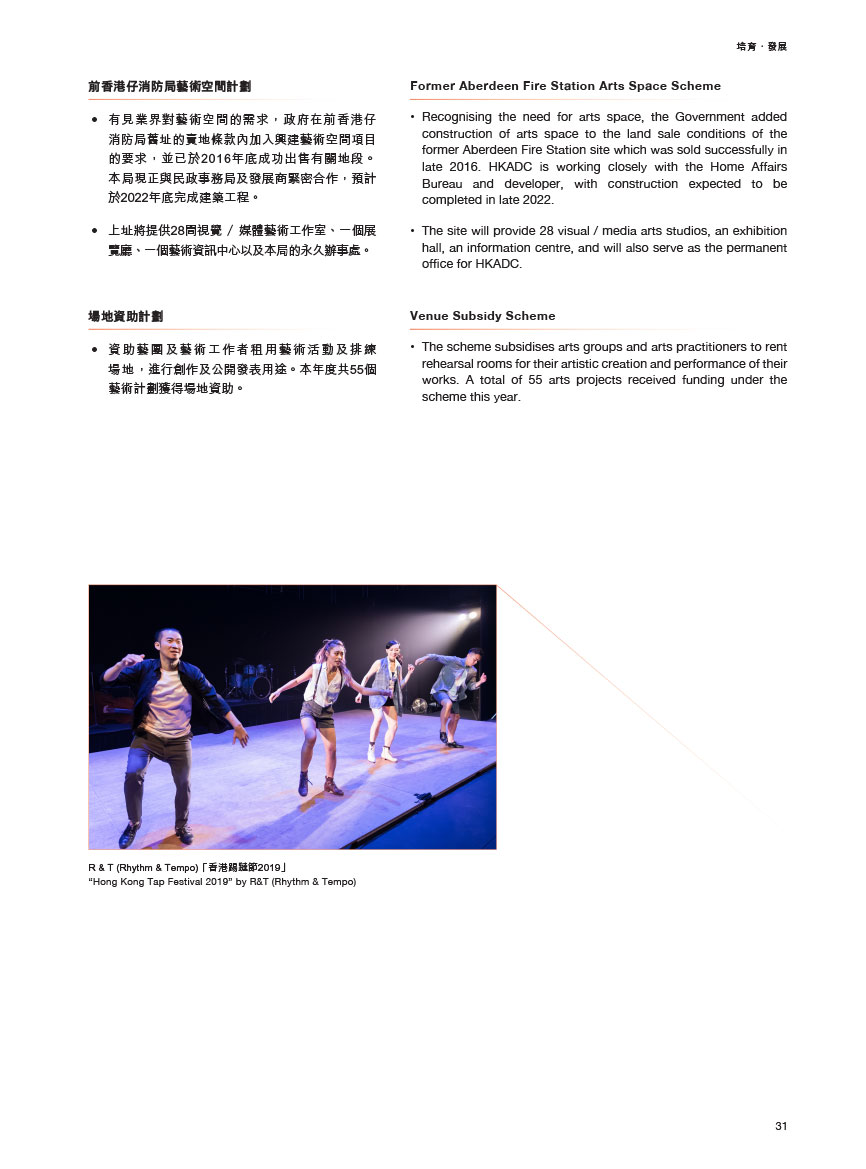 培育·發展
前香港仔消防局藝術空間計劃
● 有見業界對藝術空間的需求，政府在前香港仔
消防局舊址的賣地條款內加入興建藝術空間項目
的要求，並已於2016年底成功出售有關地段。
本局現正與民政事務局及發展商緊密合作，預計
於2022年底完成建築工程。
● 上址將提供28間視覺 / 媒體藝術工作室、一個展
覽廳、一個藝術資訊中心以及本局的永久辦事處。
場地資助計劃
● 資助藝團及藝術工作者租用藝術活動及排練
場地，進行創作及公開發表用途。本年度共55個
藝術計劃獲得場地資助。
Former Aberdeen Fire Station Arts Space Scheme
• Recognising the need for arts space, the Government added
construction of arts space to the land sale conditions of the
former Aberdeen Fire Station site which was sold successfully in
late 2016. HKADC is working closely with the Home Affairs
Bureau and developer, with construction expected to be
completed in late 2022.
• The site will provide 28 visual / media arts studios, an exhibition
hall, an information centre, and will also serve as the permanent
office for HKADC.
Venue Subsidy Scheme
• The scheme subsidises arts groups and arts practitioners to rent
rehearsal rooms for their artistic creation and performance of their
works. A total of 55 arts projects received funding under the
scheme this year.
R & T (Rhythm & Tempo)「香港踢躂節2019」
“Hong Kong Tap Festival 2019” by R&T (Rhythm & Tempo)
31